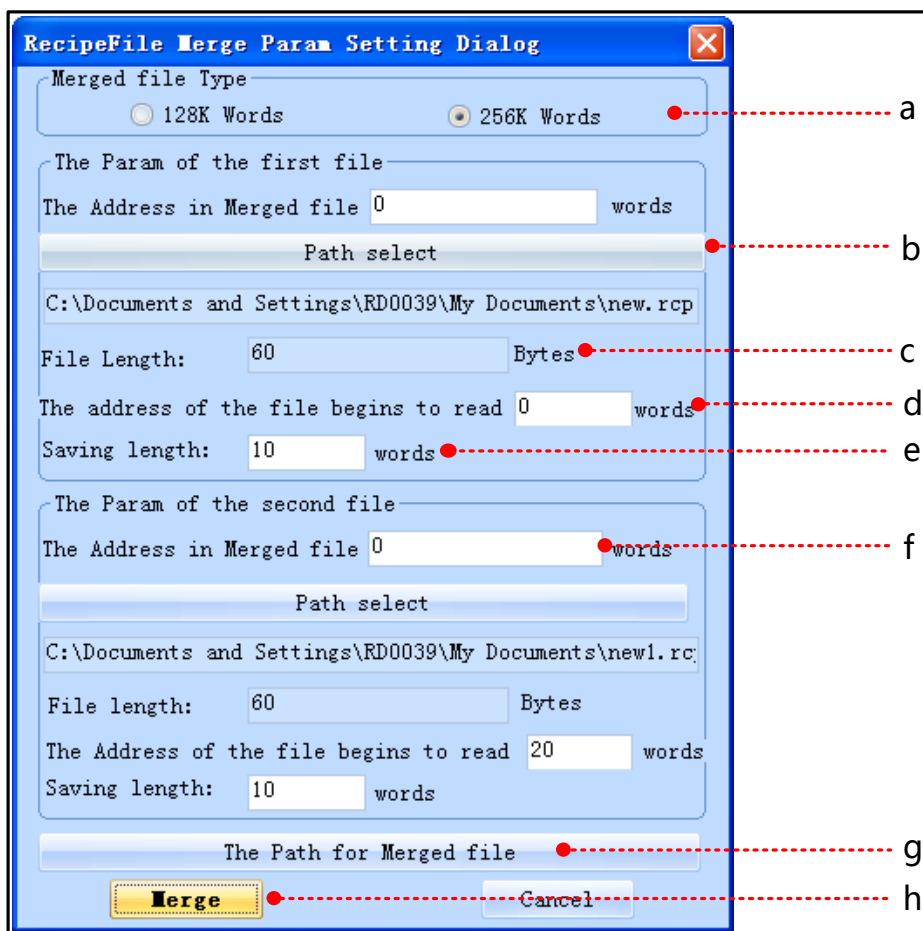 RecipeFile Merge Param Setting Dialog
Merged file Type
128K Words 256K Words a
The Param of the first file
The Address in Merged file 0 words
Path select b
C:\Documents and Settings\RD0039\My Documents\new.rcp
File Length: 60 Bytes c
The address of the file begins to read 0 words d
Saving length: 10 words e
The Param of the second file
The Address in Merged file 0 words f
Path select
C:\Documents and Settings\RD0039\My Documents\new1.rc
File length: 60 Bytes
The Address of the file begins to read 20 words
Saving length: 10 words
The Path for Merged file g
Merge Cancel h